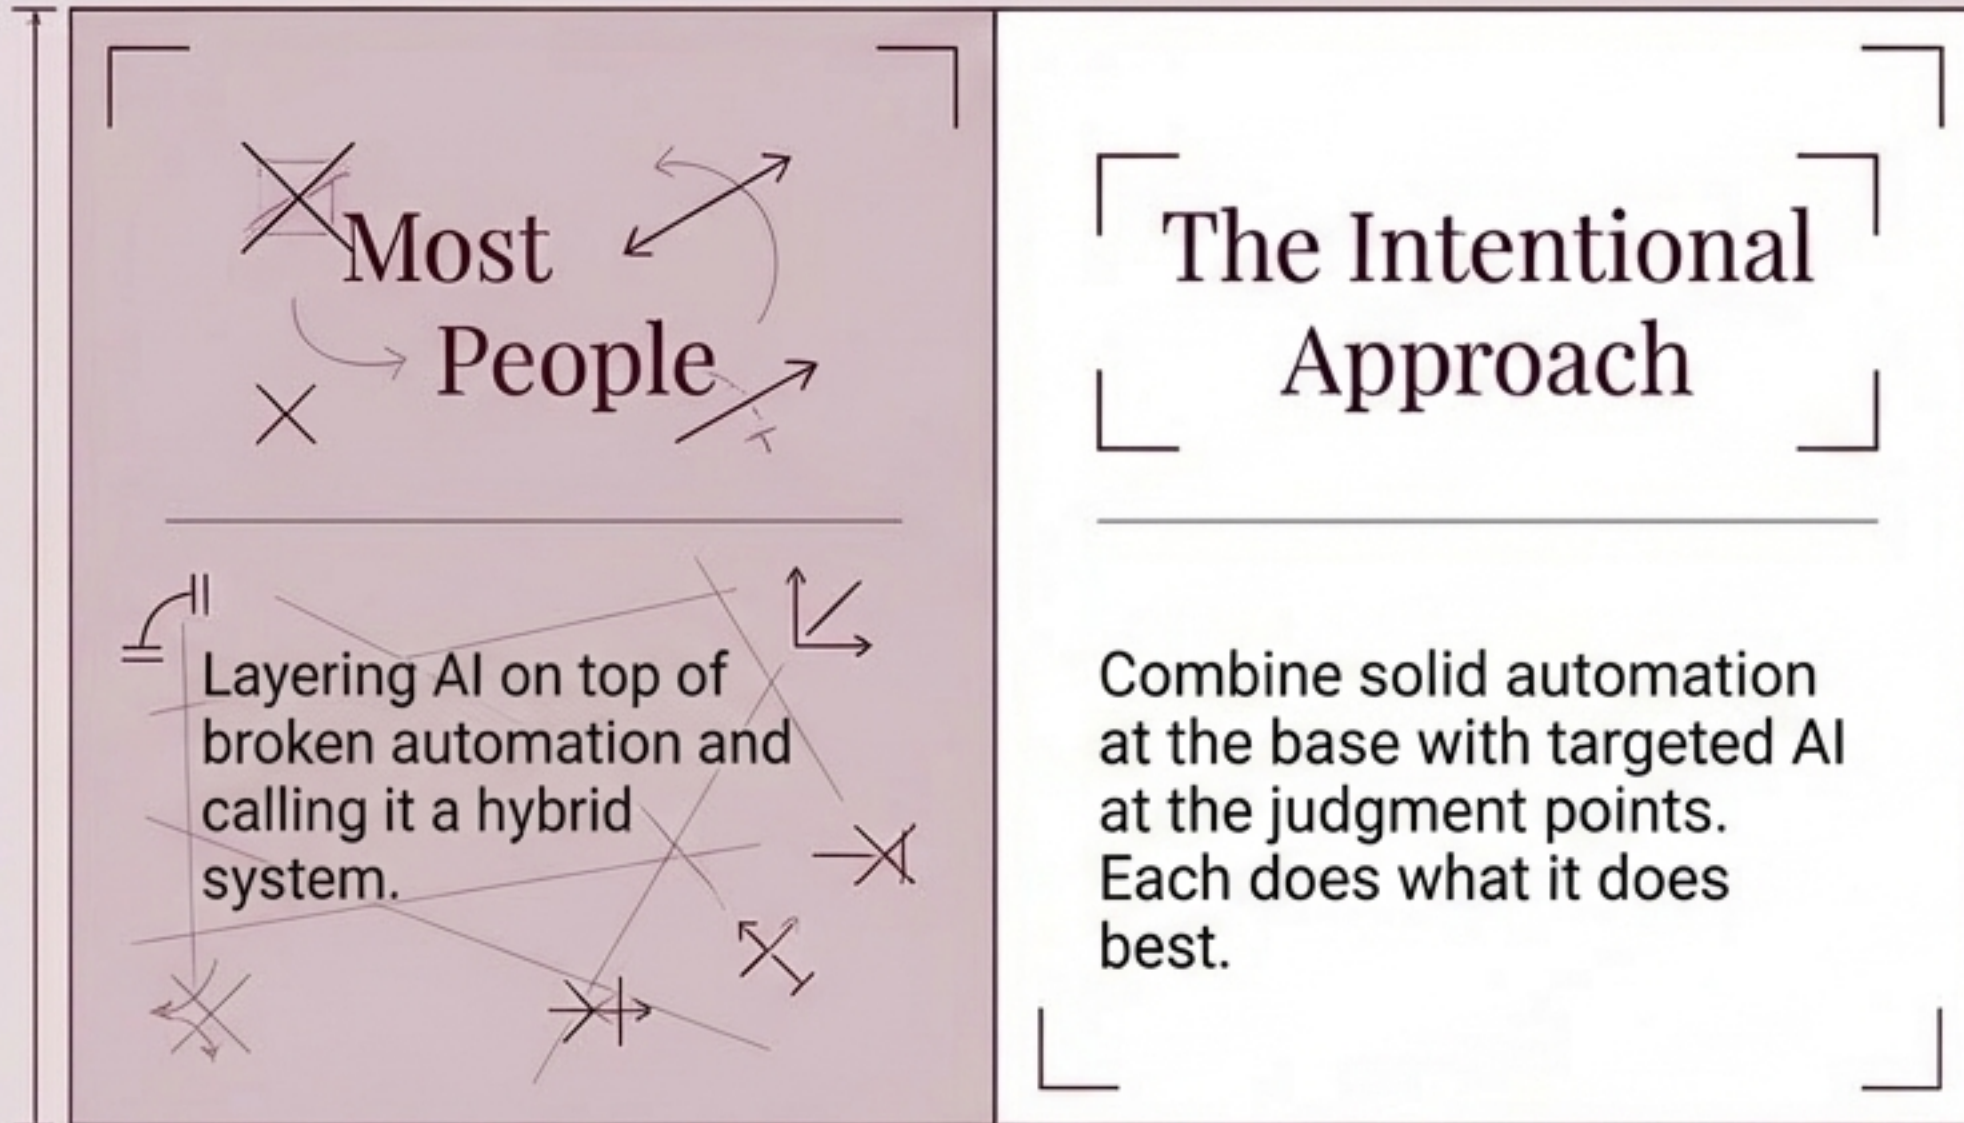 Most
People
Layering AI on top of
broken automation and
calling it a hybrid
system.
The Intentional
Approach
Combine solid automation
at the base with targeted AI
at the judgment points.
Each does what it does
best.